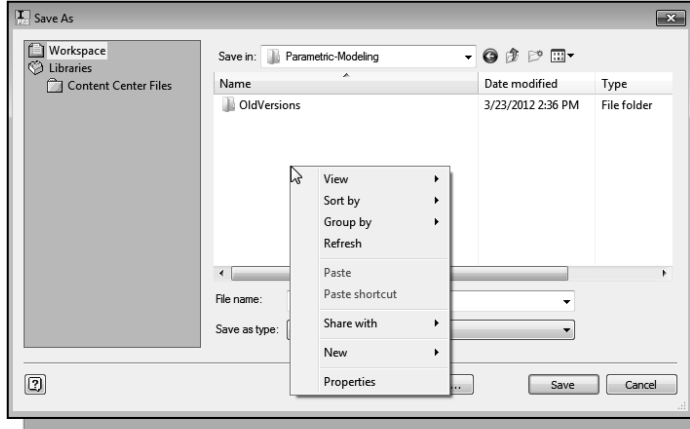 Save As
Workspace
Libraries
Content Center Files
Save in: Parametric-Modeling
Name Date modified Type
OldVersions 3/23/2012 2:36 PM File folder
View
Sort by
Group by
Refresh
Paste
Paste shortcut
Share with
New
Properties
File name:
Save as type:
...
Save
Cancel